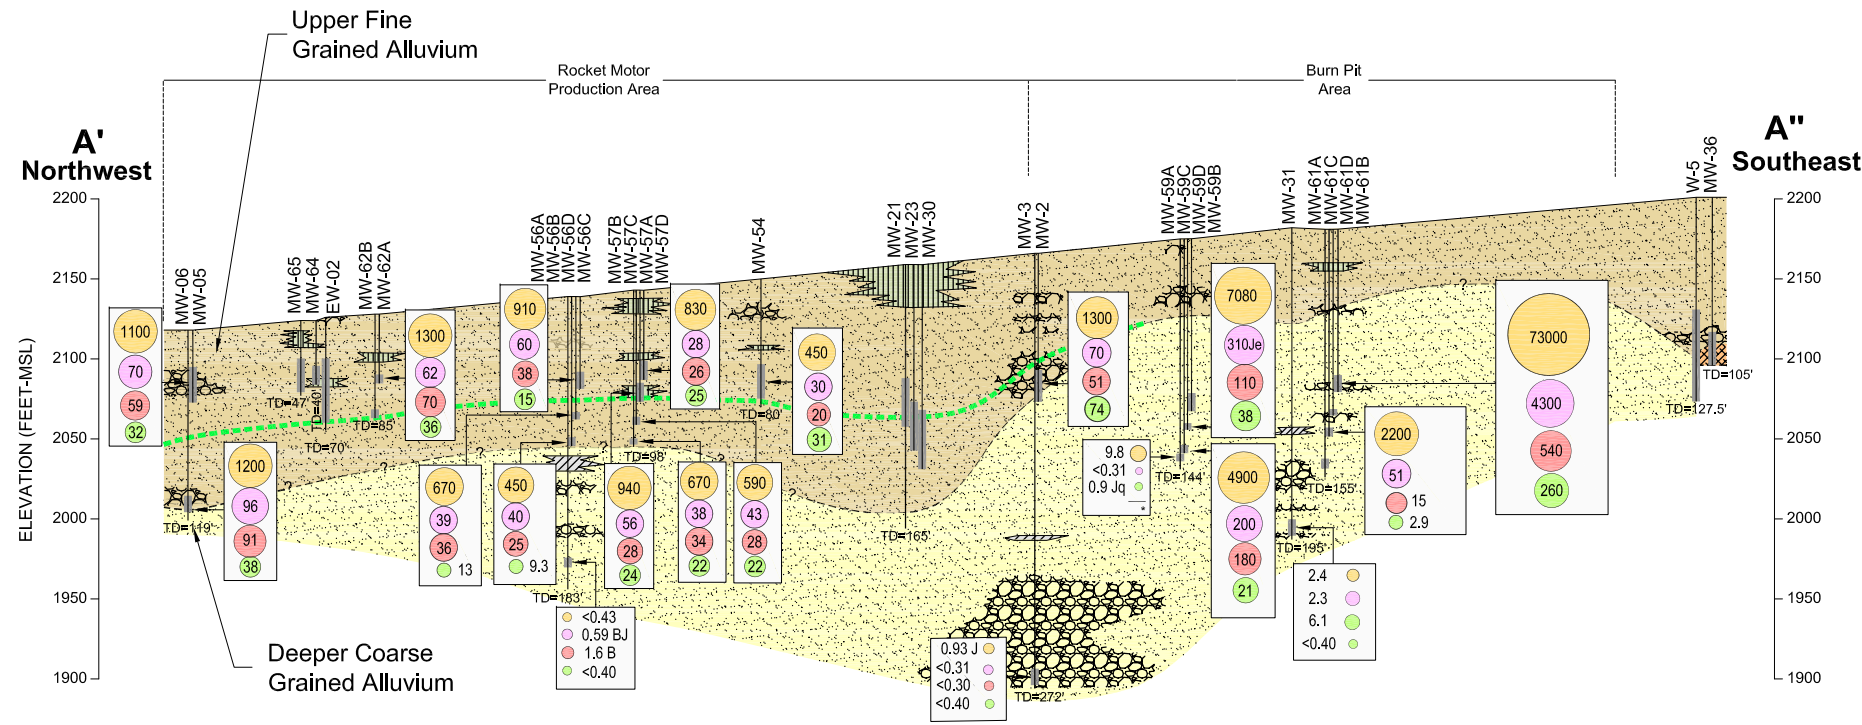 Upper Fine
Grained Alluvium
Rocket Motor
Production Area
Burn Pit
Area
A'
Northwest
A"
Southeast
ELEVATION (FEET-MSL)
2200
2150
2100
2050
2000
1950
1900
2200
2150
2100
2050
2000
1950
1900
MW-06
MW-05
MW-65
MW-64
EW-02
MW-62B
MW-62A
MW-56A
MW-56B
MW-56D
MW-56C
MW-57B
MW-57C
MW-57A
MW-57D
MW-54
MW-21
MW-23
MW-30
MW-3
MW-2
MW-59A
MW-59C
MW-59D
MW-59B
MW-31
MW-61A
MW-61C
MW-61D
MW-61B
W-5
MW-36
1100
70
59
32
1200
96
91
38
1300
62
70
36
910
60
38
15
830
28
26
25
450
30
20
31
670
39
36
13
450
40
25
9.3
940
56
28
24
670
38
34
22
590
43
28
22
<0.43
0.59 BJ
1.6 B
<0.40
0.93 J
<0.31
<0.30
<0.40
1300
70
51
74
9.8
<0.31
0.9 Jq
*
7080
310Je
110
38
4900
200
180
21
2200
51
15
2.9
2.4
2.3
6.1
<0.40
73000
4300
540
260
TD=119'
TD=47'
TD=40'
TD=70'
TD=85'
TD=183'
TD=98'
TD=80'
TD=165'
TD=272'
TD=144'
TD=195'
TD=155'
TD=127.5'
TD=105'
?
?
?
?
?
?
?
Deeper Coarse
Grained Alluvium